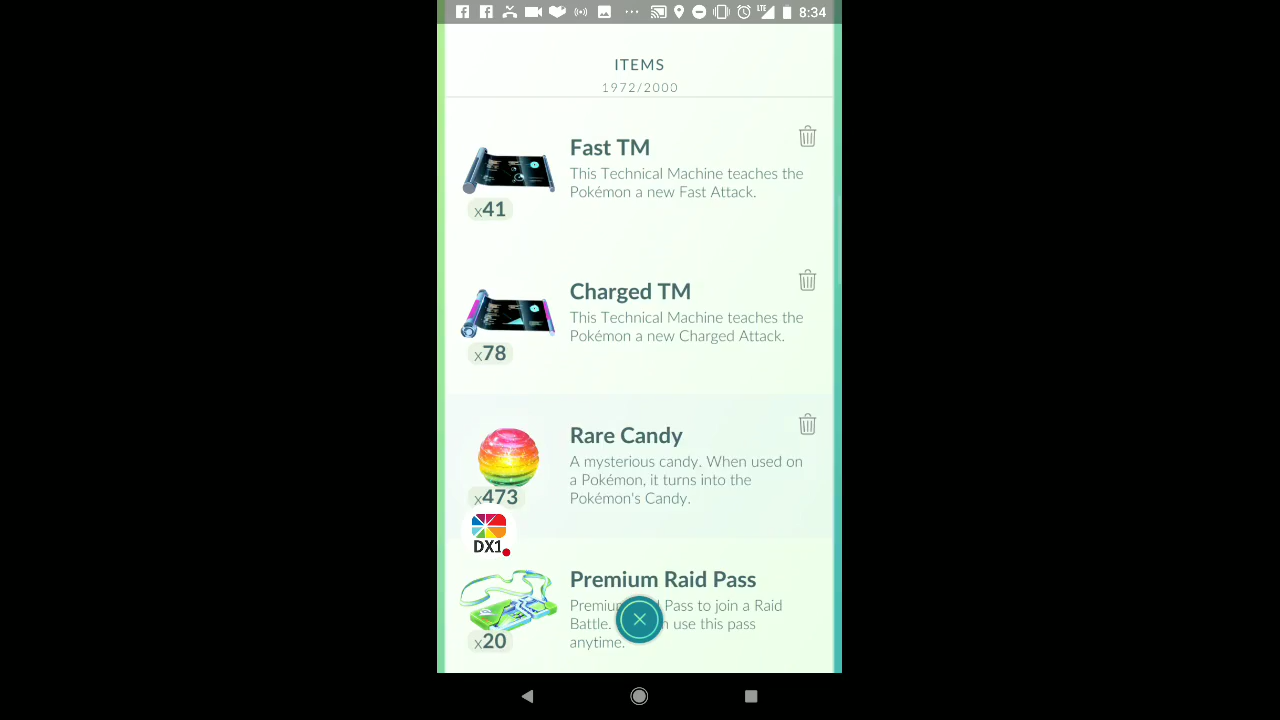 LTE 8:34
ITEMS
1972/2000
Fast TM
This Technical Machine teaches the
Pokémon a new Fast Attack.
x41
Charged TM
This Technical Machine teaches the
Pokémon a new Charged Attack.
x78
Rare Candy
A mysterious candy. When used on
a Pokémon, it turns into the
Pokémon's Candy.
x473
DX1
Premium Raid Pass
Pass to join a Raid
Battle. use this pass
anytime.
x20